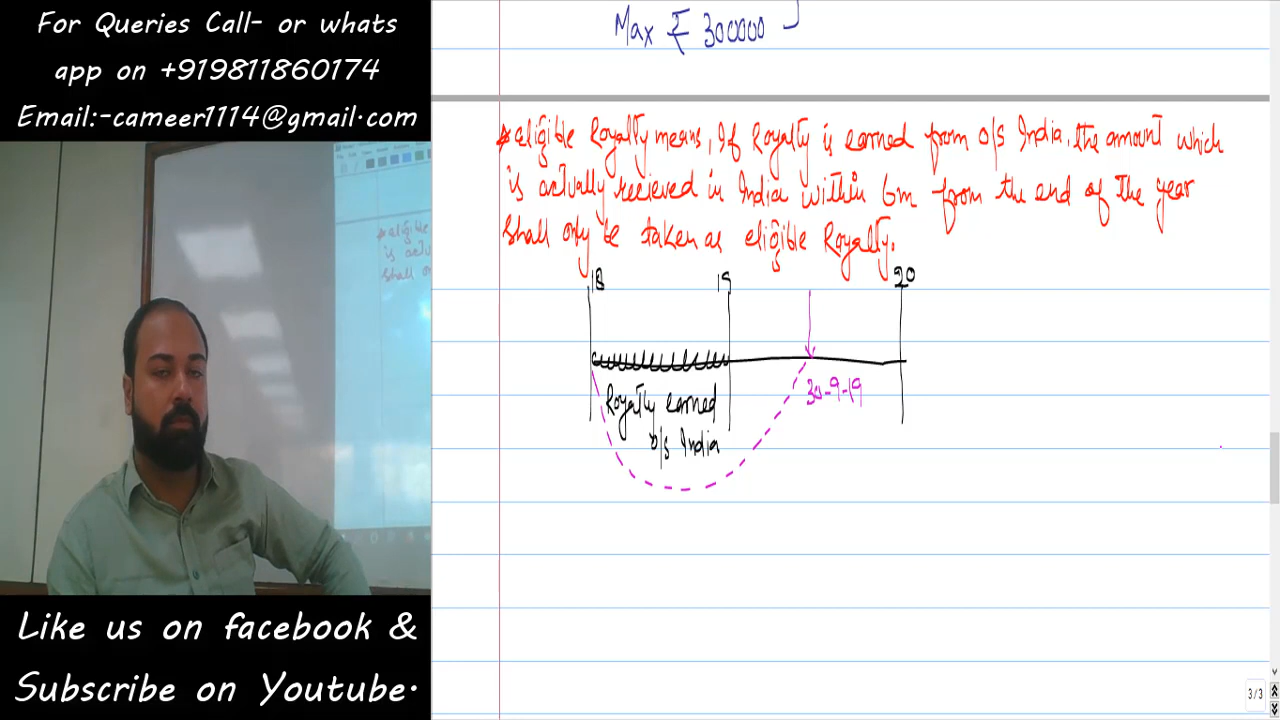 For Queries Call- or whats
app on +919811860174
Email:-cameer1114@gmail.com
Max ₹ 300000
* eligible Royalty means, If Royalty is earned from o/s India, the amount which
is actually recieved in India within 6m from the end of the year
shall only be taken as eligible Royalty.
18 19 20
30-9-19
Royalty earned
o/s India
Like us on facebook &
Subscribe on Youtube.
3/3